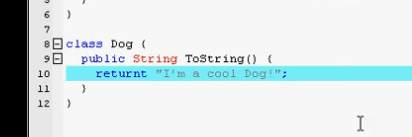 6 }
7
8 class Dog {
9 public String ToString() {
10 returnt "I'm a cool Dog!";
11 }
12 }